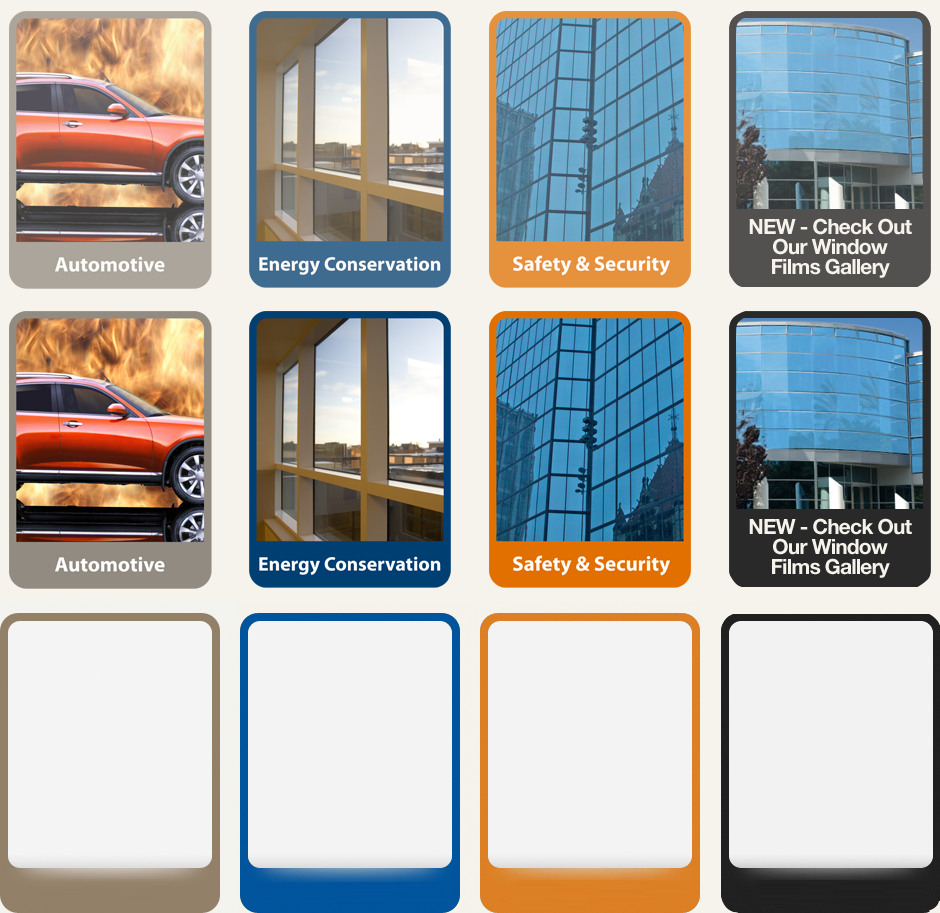 Automotive
Energy Conservation
Safety & Security
NEW - Check Out
Our Window
Films Gallery
Automotive
Energy Conservation
Safety & Security
NEW - Check Out
Our Window
Films Gallery